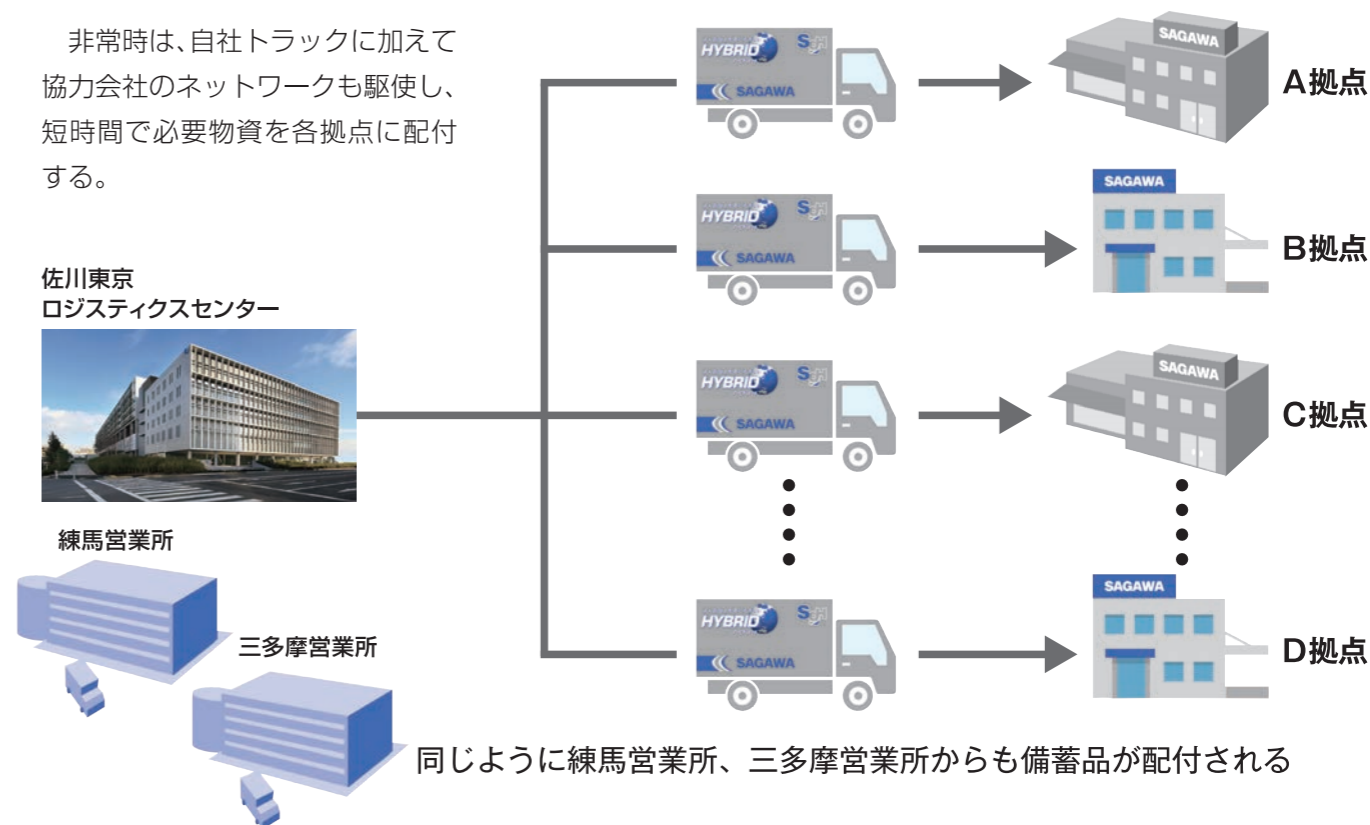 非常時は、自社トラックに加えて
協力会社のネットワークも駆使し、
短時間で必要物資を各拠点に配付
する。
佐川東京
ロジスティクスセンター
練馬営業所
三多摩営業所
HYBRID
SAGAWA
SAGAWA
A拠点
HYBRID
SAGAWA
SAGAWA
B拠点
HYBRID
SAGAWA
SAGAWA
C拠点
HYBRID
SAGAWA
SAGAWA
D拠点
同じように練馬営業所、三多摩営業所からも備蓄品が配付される